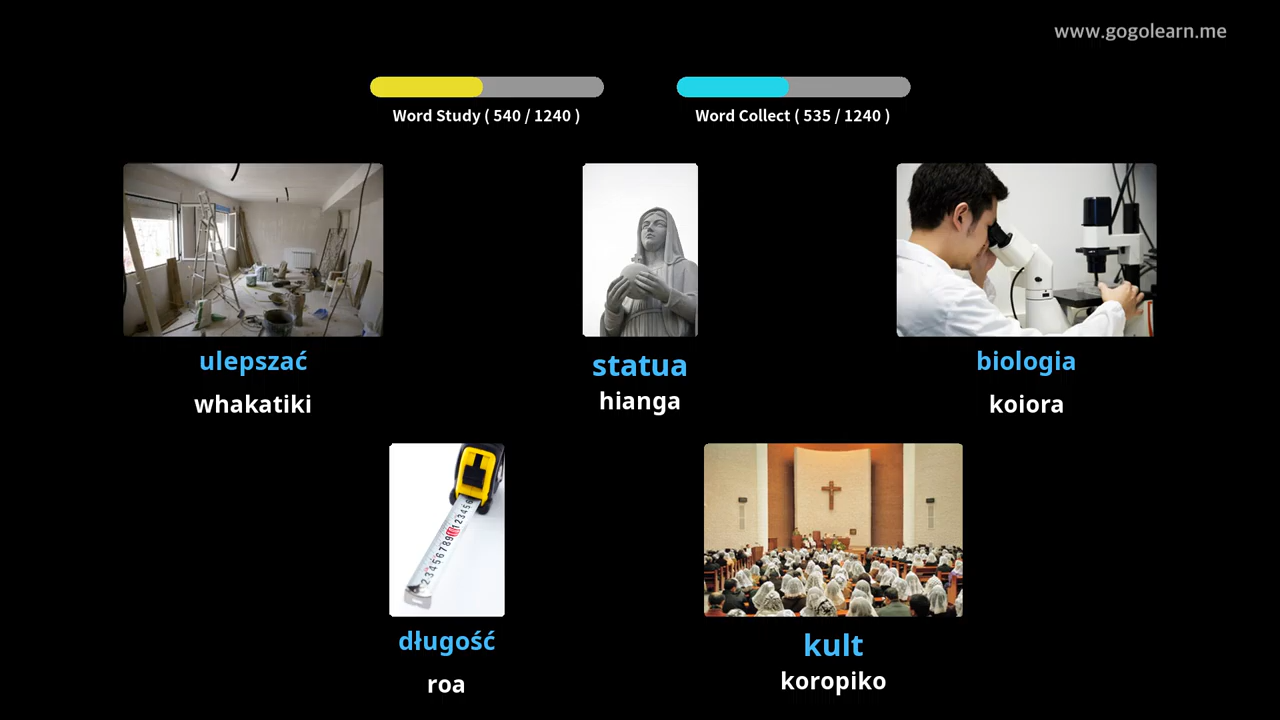 www.gogolearn.me
Word Study ( 540 / 1240 )
Word Collect ( 535 / 1240 )
ulepszać
whakatiki
statua
hianga
biologia
koiora
długość
roa
kult
koropiko